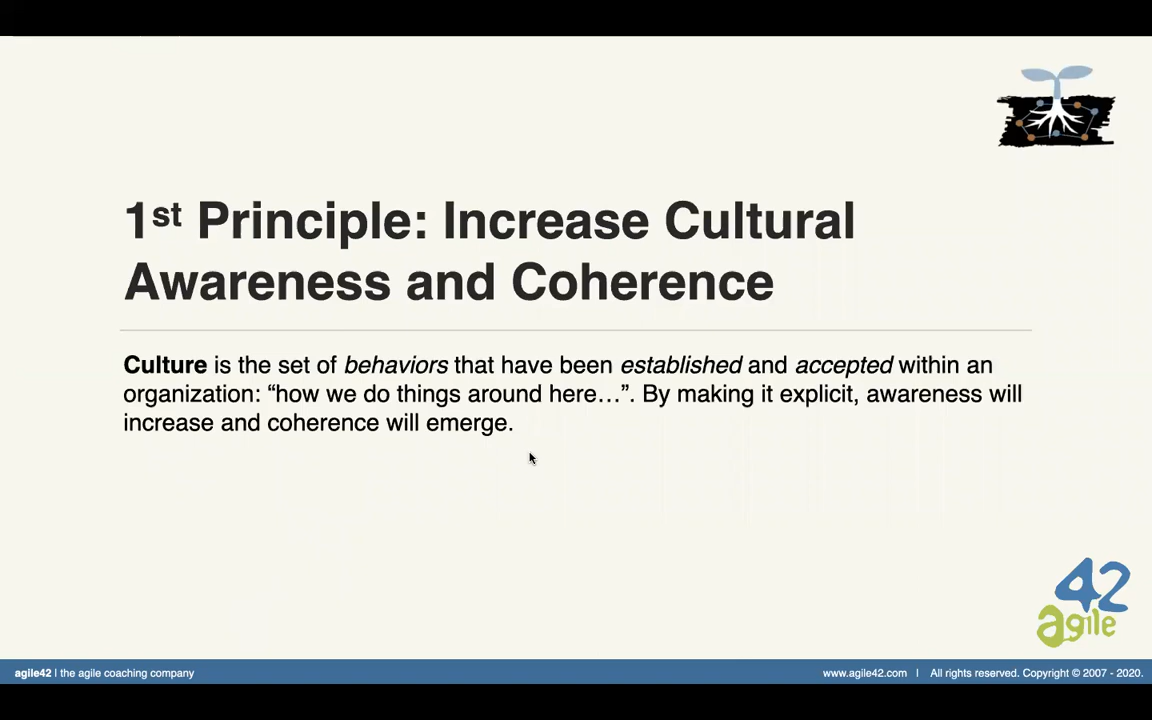 1st Principle: Increase Cultural
Awareness and Coherence
Culture is the set of behaviors that have been established and accepted within an
organization: “how we do things around here…”. By making it explicit, awareness will
increase and coherence will emerge.
42
agile
agile42 | the agile coaching company
www.agile42.com | All rights reserved. Copyright © 2007 - 2020.